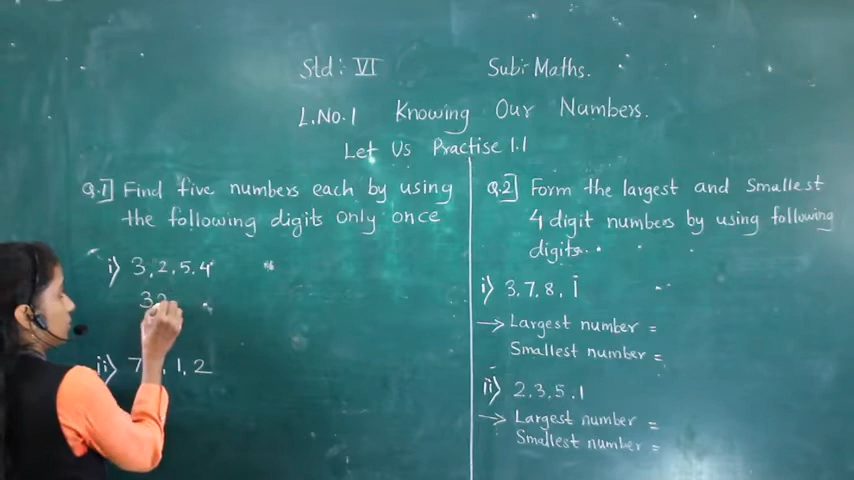 Std: VI Sub:- Maths.
L.No.1 Knowing Our Numbers.
Let Us Practise 1.1
Q.1] Find five numbers each by using
the following digits only once
i) 3, 2, 5, 4
32
ii) 7, , 1, 2
Q.2] Form the largest and smallest
4 digit numbers by using following
digits.
i) 3, 7, 8, 1
→ Largest number =
Smallest number =
ii) 2, 3, 5, 1
→ Largest number =
Smallest number =